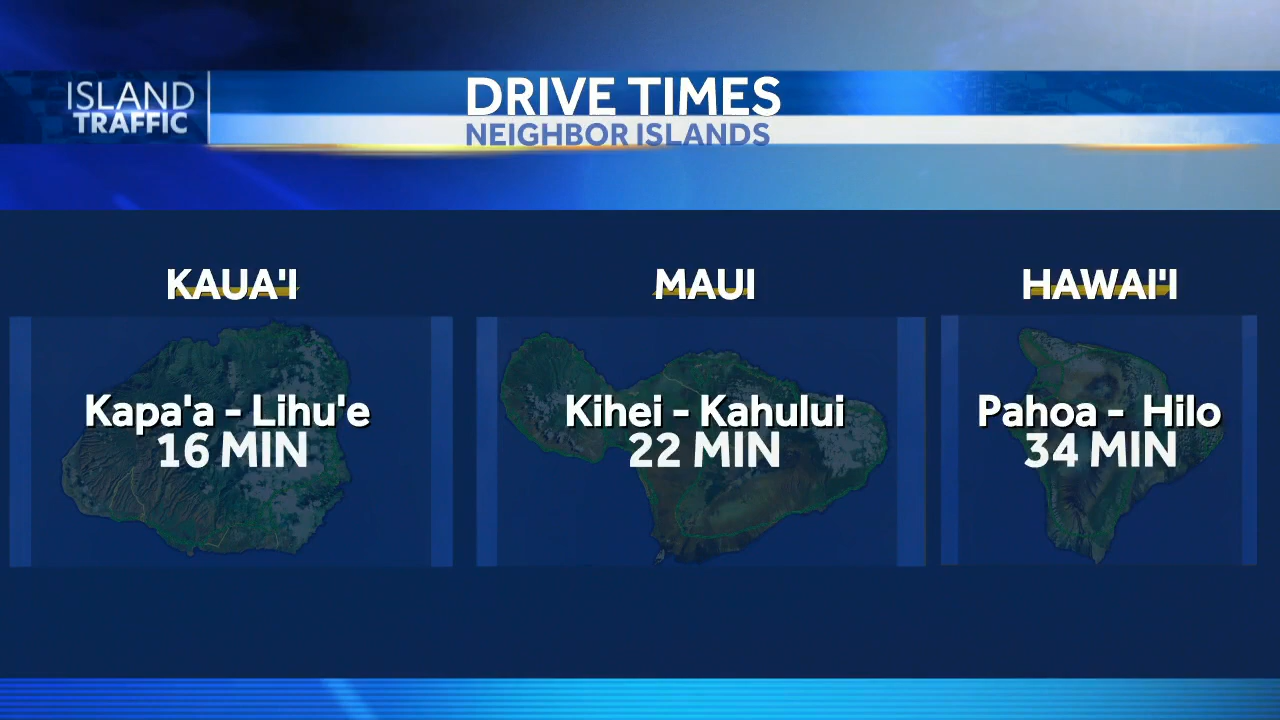 ISLAND
TRAFFIC
DRIVE TIMES
NEIGHBOR ISLANDS
KAUA'I
Kapa'a - Lihu'e
16 MIN
MAUI
Kihei - Kahului
22 MIN
HAWAI'I
Pahoa - Hilo
34 MIN